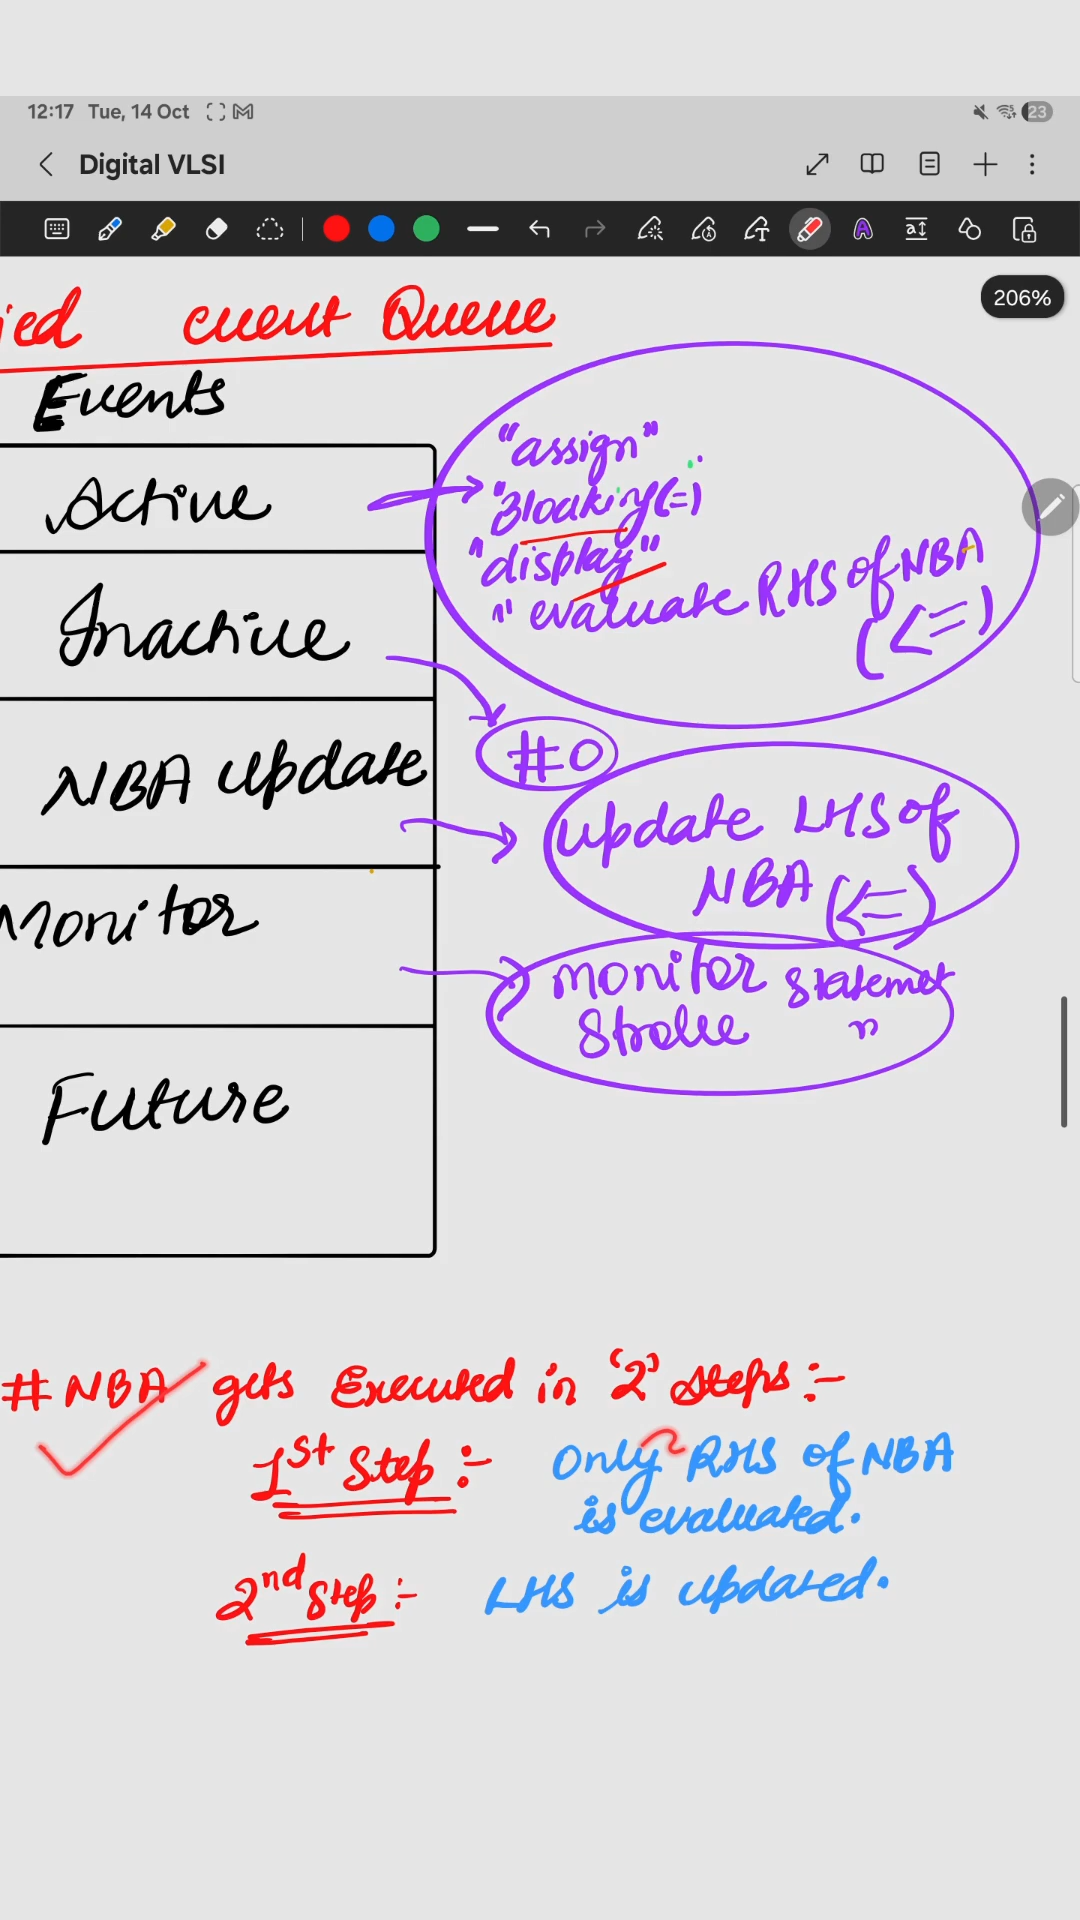 12:17 Tue, 14 Oct 23
Digital VLSI
206%
ied event Queue
Events
Active
"assign"
"Blocking(=)
"display"
"evaluate RHS of NBA
(<=)
Inactive
#0
NBA update
update LHS of
NBA (<=)
Monitor
monitor statement
Strobe "
Future
# NBA gets Executed in '2' steps :-
1st Step :- Only RHS of NBA
is evaluated.
2nd Step :- LHS is updated.